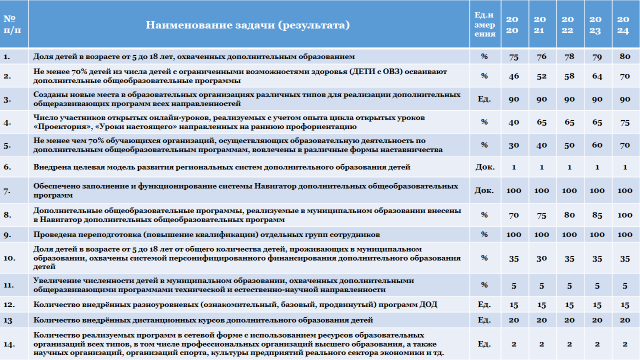 № п/п Наименование задачи (результата) Ед.и змер ения 20 20 20 21 20 22 20 23 20 24
1. Доля детей в возрасте от 5 до 18 лет, охваченных дополнительным образованием % 75 76 78 79 80
2. Не менее 70% детей из числа детей с ограниченными возможностями здоровья (ДЕТИ с ОВЗ) осваивают
дополнительные общеобразовательные программы % 46 52 58 64 70
3. Созданы новые места в образовательных организациях различных типов для реализации дополнительных
общеразвивающих программ всех направленностей Ед. 90 90 90 90 90
4. Число участников открытых онлайн-уроков, реализуемых с учетом опыта цикла открытых уроков
«Проектория», «Уроки настоящего» направленных на раннюю профориентацию % 40 65 65 65 75
5. Не менее чем 70% обучающихся организаций, осуществляющих образовательную деятельность по
дополнительным общеобразовательным программам, вовлечены в различные формы наставничества % 30 40 50 60 70
6. Внедрена целевая модель развития региональных систем дополнительного образования детей Док. 1 1 1 1 1
7. Обеспечено заполнение и функционирование системы Навигатор дополнительных общеобразовательных
программ Док. 100 100 100 100 100
8. Дополнительные общеобразовательные программы, реализуемые в муниципальном образовании внесены
в Навигатор дополнительных общеобразовательных программ % 70 75 80 85 100
9. Проведена переподготовка (повышение квалификации) отдельных групп сотрудников % 100 100 100 100 100
10. Доля детей в возрасте от 5 до 18 лет от общего количества детей, проживающих в муниципальном
образовании, охвачены системой персонифицированного финансирования дополнительного образования
детей % 35 30 35 35 35
11. Увеличение численности детей в муниципальном образовании, охваченных дополнительными
общеразвивающими программами технической и естественно-научной направленности % 5 5 5 5 5
12. Количество внедрённых разноуровневых (ознакомительный, базовый, продвинутый) программ ДОД Ед. 15 15 15 15 15
13 Количество внедрённых дистанционных курсов дополнительного образования детей Ед. 20 20 20 20 20
14. Количество реализуемых программ в сетевой форме с использованием ресурсов образовательных
организаций всех типов, в том числе профессиональных организаций высшего образования, а также
научных организаций, организаций спорта, культуры предприятий реального сектора экономики и тд. Ед. 2 2 2 2 2